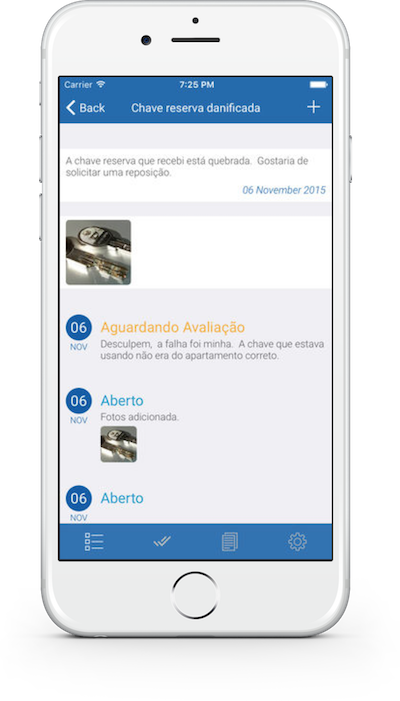 Carrier 7:25 PM
Back Chave reserva danificada
A chave reserva que recebi está quebrada. Gostaria de
solicitar uma reposição.
06 November 2015
06 Aguardando Avaliação
NOV Desculpem, a falha foi minha. A chave que estava
usando não era do apartamento correto.
06 Aberto
NOV Fotos adicionada.
06 Aberto
NOV